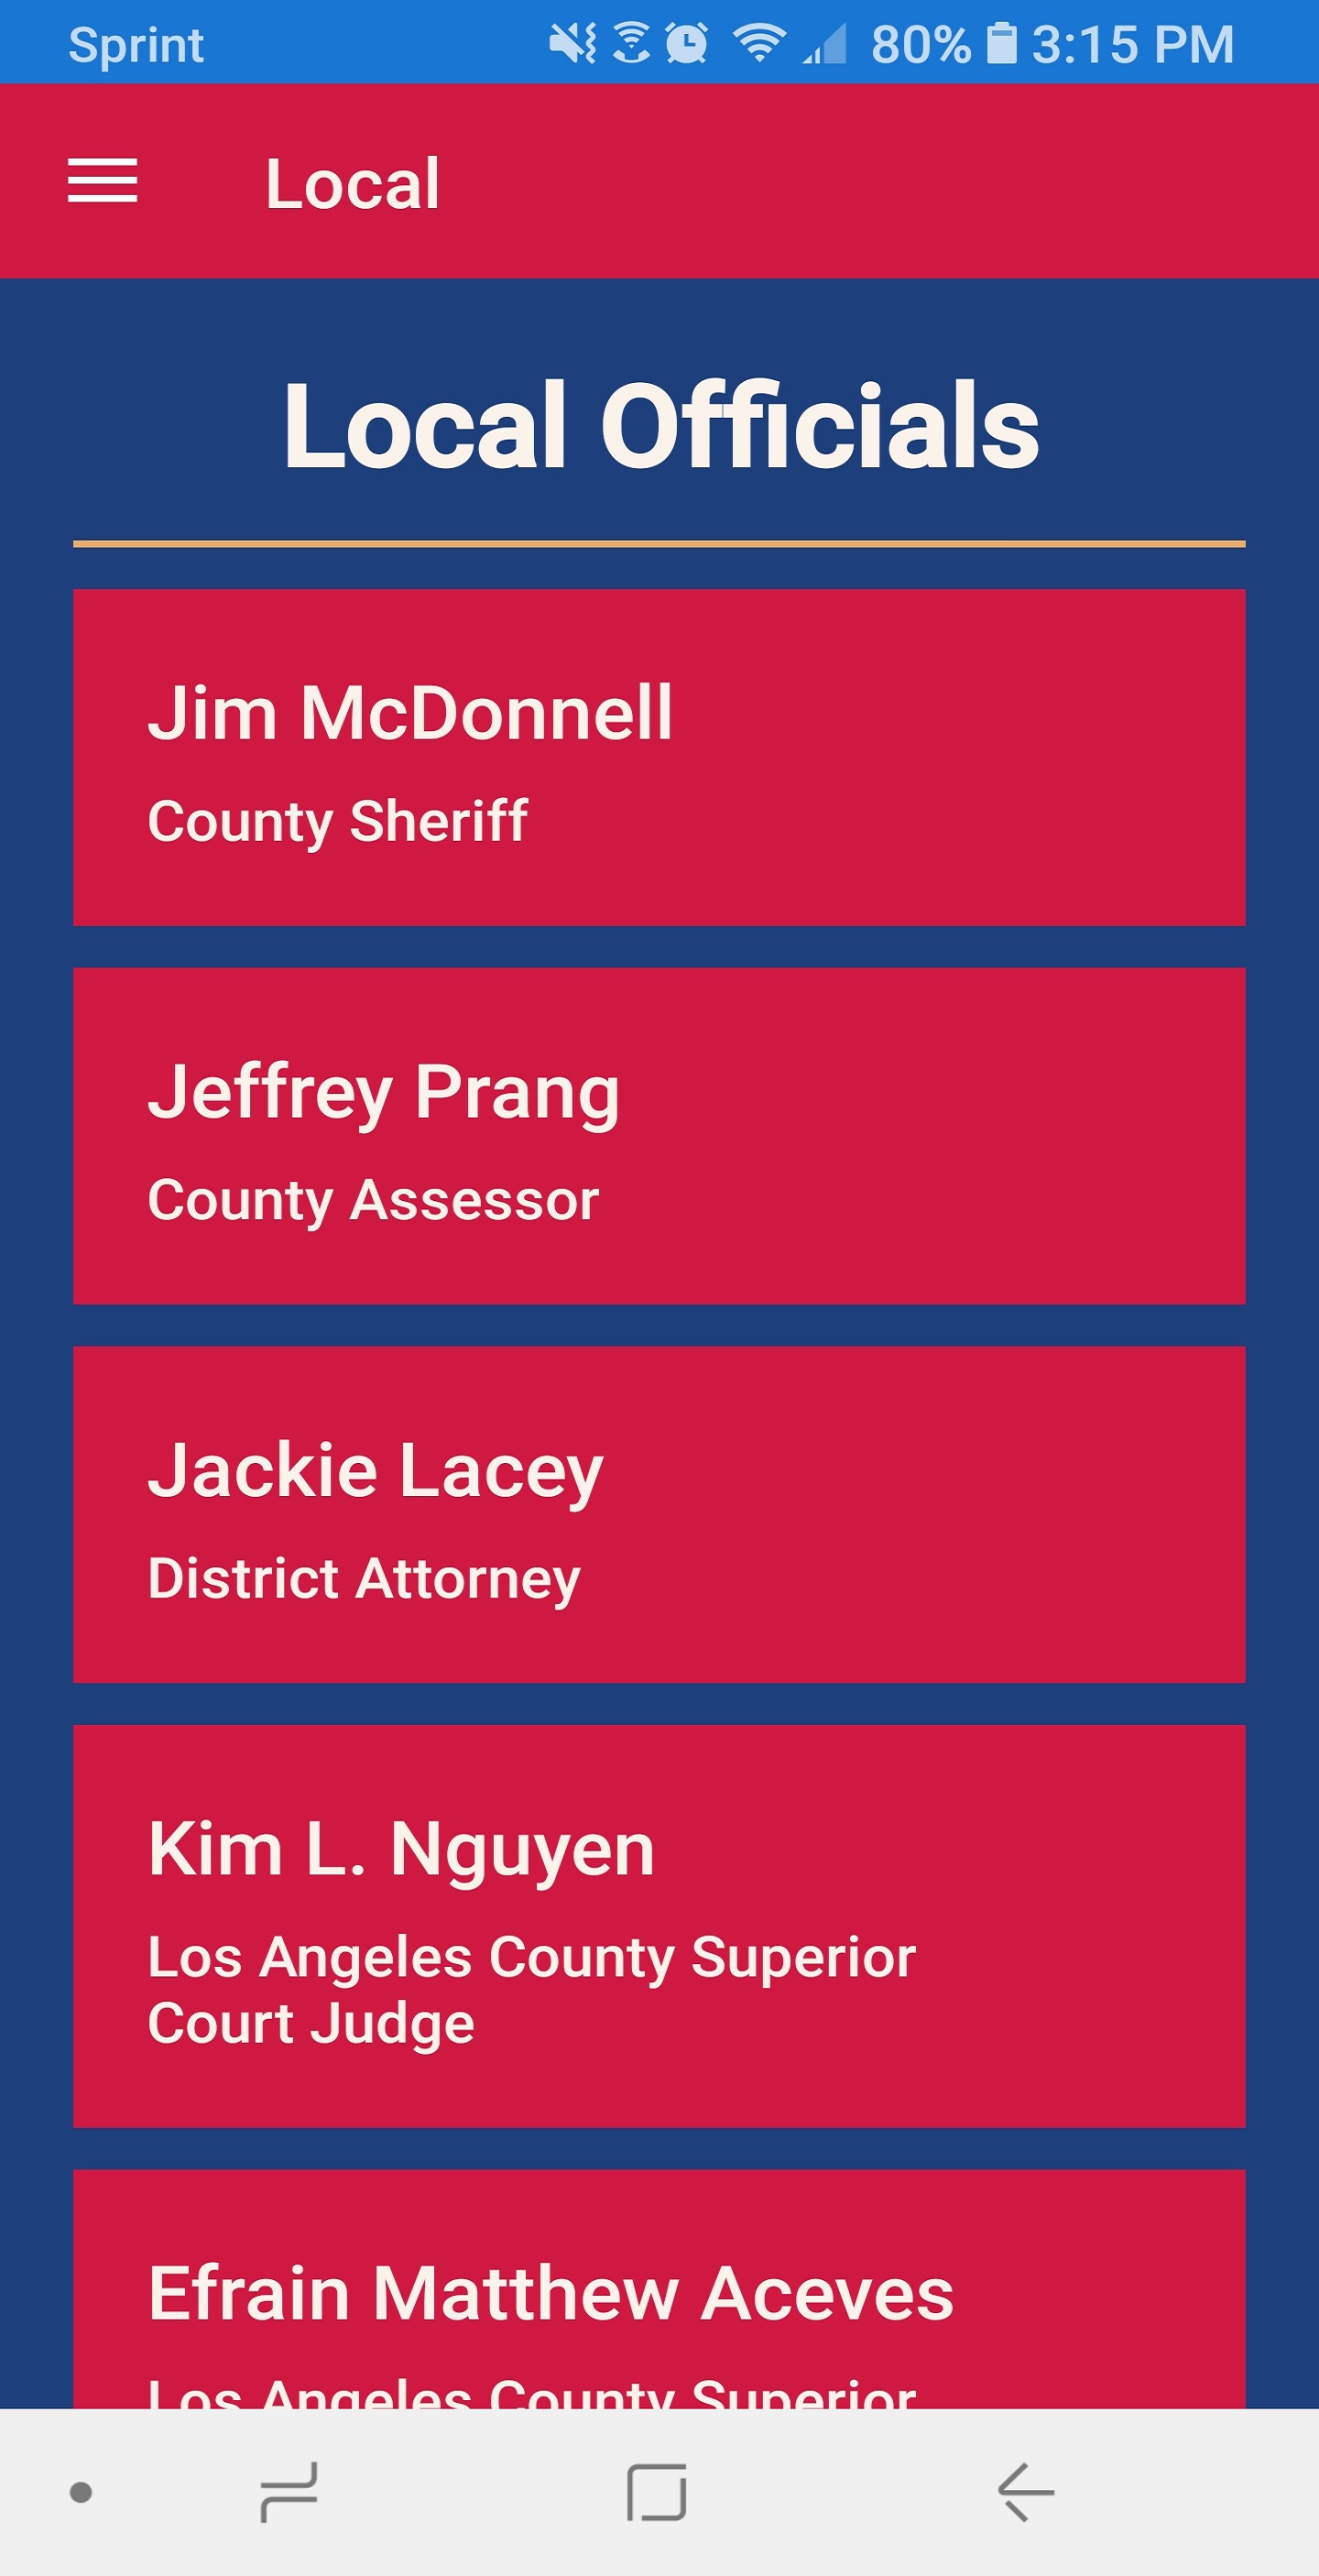 Sprint 80% 3:15 PM
Local
Local Officials
Jim McDonnell
County Sheriff
Jeffrey Prang
County Assessor
Jackie Lacey
District Attorney
Kim L. Nguyen
Los Angeles County Superior
Court Judge
Efrain Matthew Aceves
Los Angeles County Superior